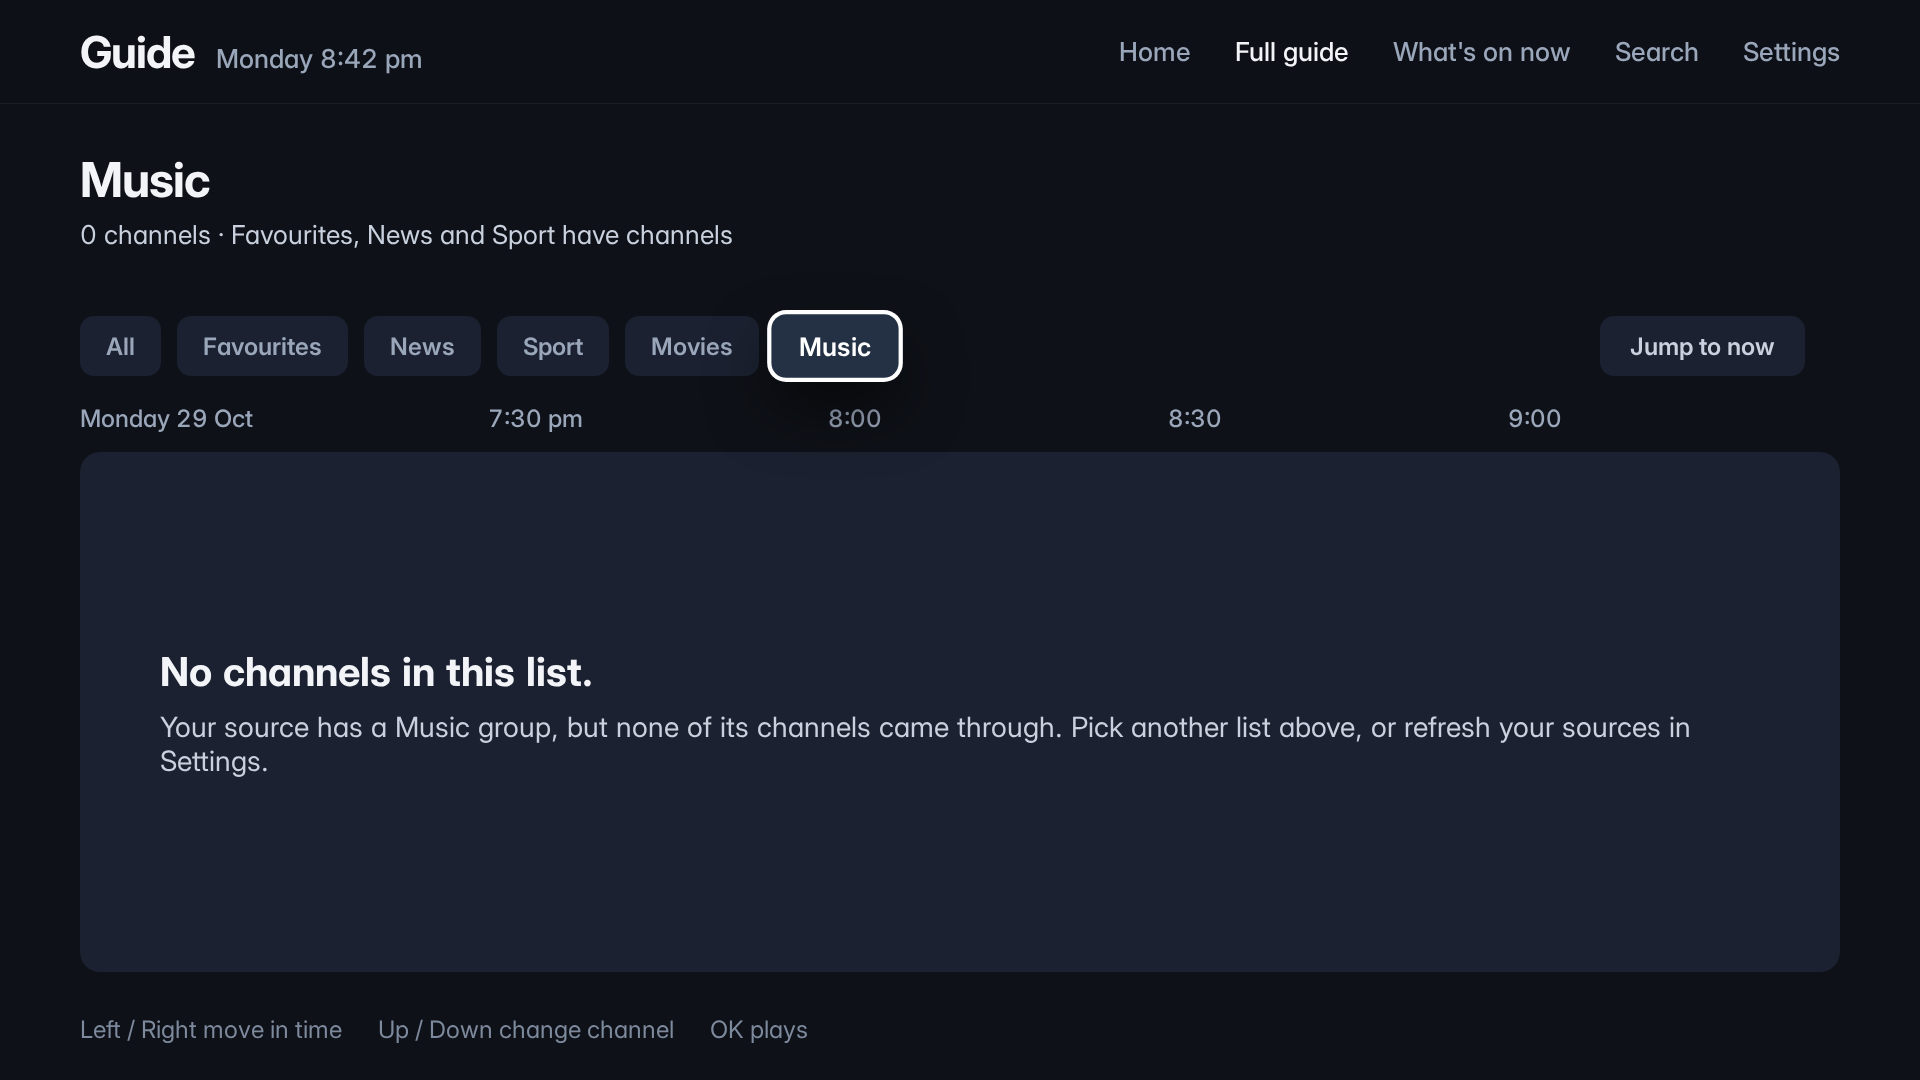 Guide Monday 8:42 pm Home Full guide What's on now Search Settings
Music
0 channels · Favourites, News and Sport have channels
All Favourites News Sport Movies Music Jump to now
Monday 29 Oct 7:30 pm 8:00 8:30 9:00
No channels in this list.
Your source has a Music group, but none of its channels came through. Pick another list above, or refresh your sources in
Settings.
Left / Right move in time Up / Down change channel OK plays